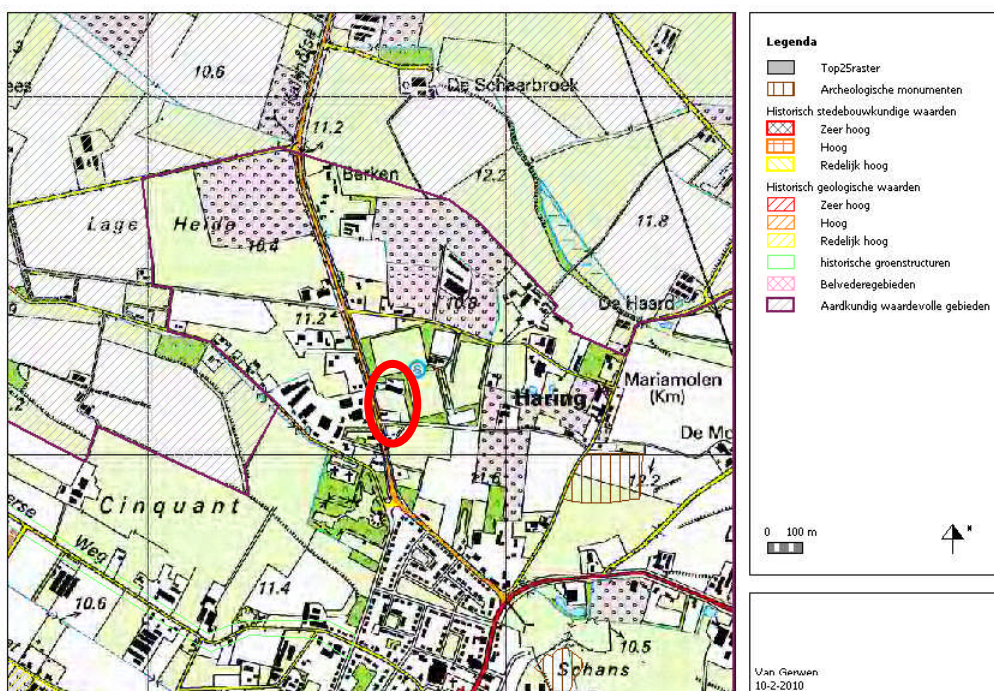 10.6
De Schaarbroek
11.2
Berken
12.2
Lage Heide
10.4
11.8
10.8
De Haard
11.2
Mariamolen
(Km)
Haring
De Mo
11.6
12.2
Cinquant
Weg
11.4
10.6
10.5
Schans
Legenda
Top25raster
Archeologische monumenten
Historisch stedebouwkundige waarden
Zeer hoog
Hoog
Redelijk hoog
Historisch geologische waarden
Zeer hoog
Hoog
Redelijk hoog
historische groenstructuren
Belvederegebieden
Aardkundig waardevolle gebieden
0 100 m
Van Gerwen
10-2-2010